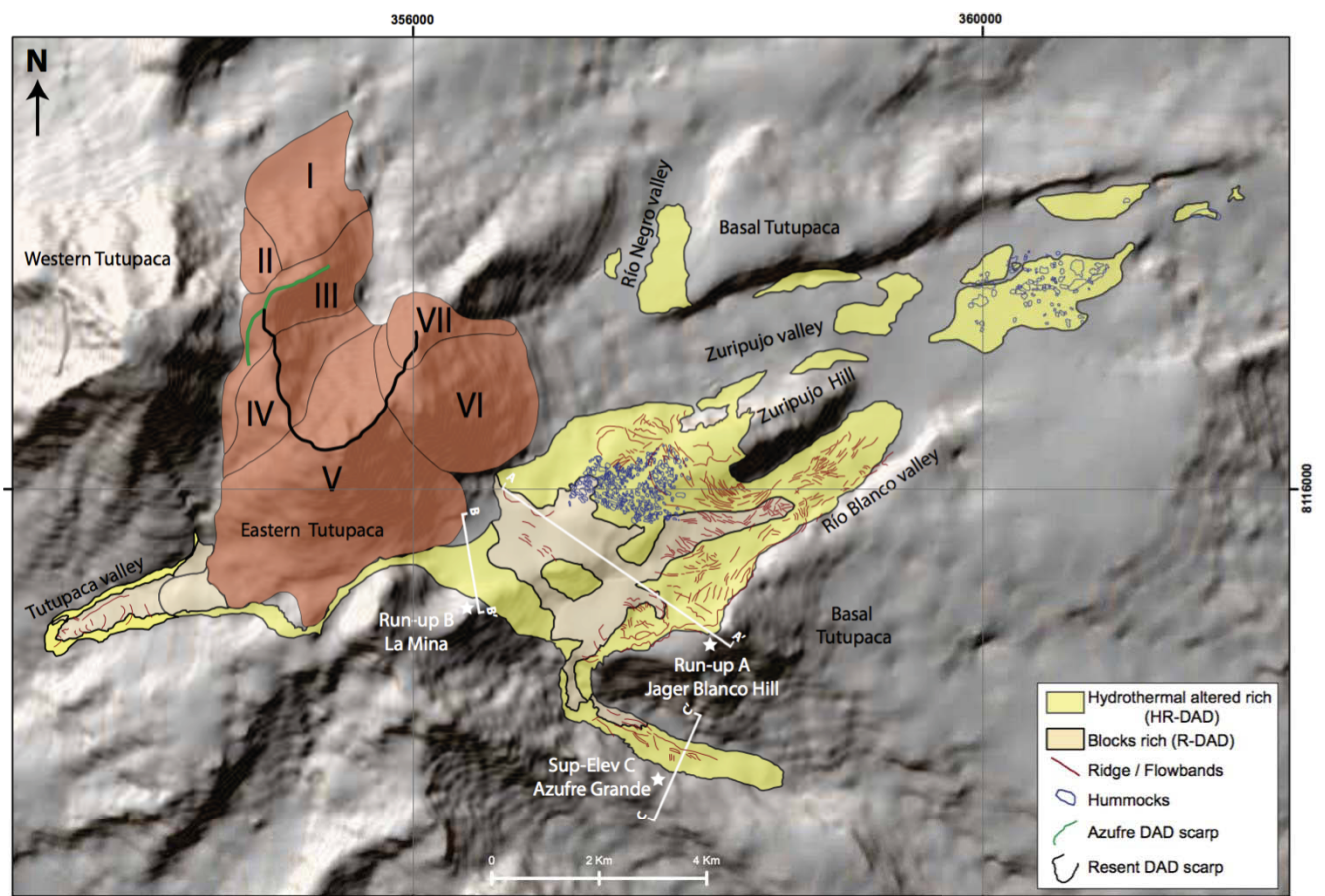 356000
360000
N
I
Río Negro valley
Basal Tutupaca
Western Tutupaca
II
III
VII
Zuripujo valley
Zuripujo Hill
IV
VI
V
A
B
8116000
Río Blanco valley
Eastern Tutupaca
Tutupaca valley
B'
Run-up B
La Mina
Basal
Tutupaca
A'
Run-up A
Jager Blanco Hill
C'
Sup-Elev C
Azufre Grande
C
0
2 Km
4 Km
Hydrothermal altered rich
(HR-DAD)
Blocks rich (R-DAD)
Ridge / Flowbands
Hummocks
Azufre DAD scarp
Resent DAD scarp